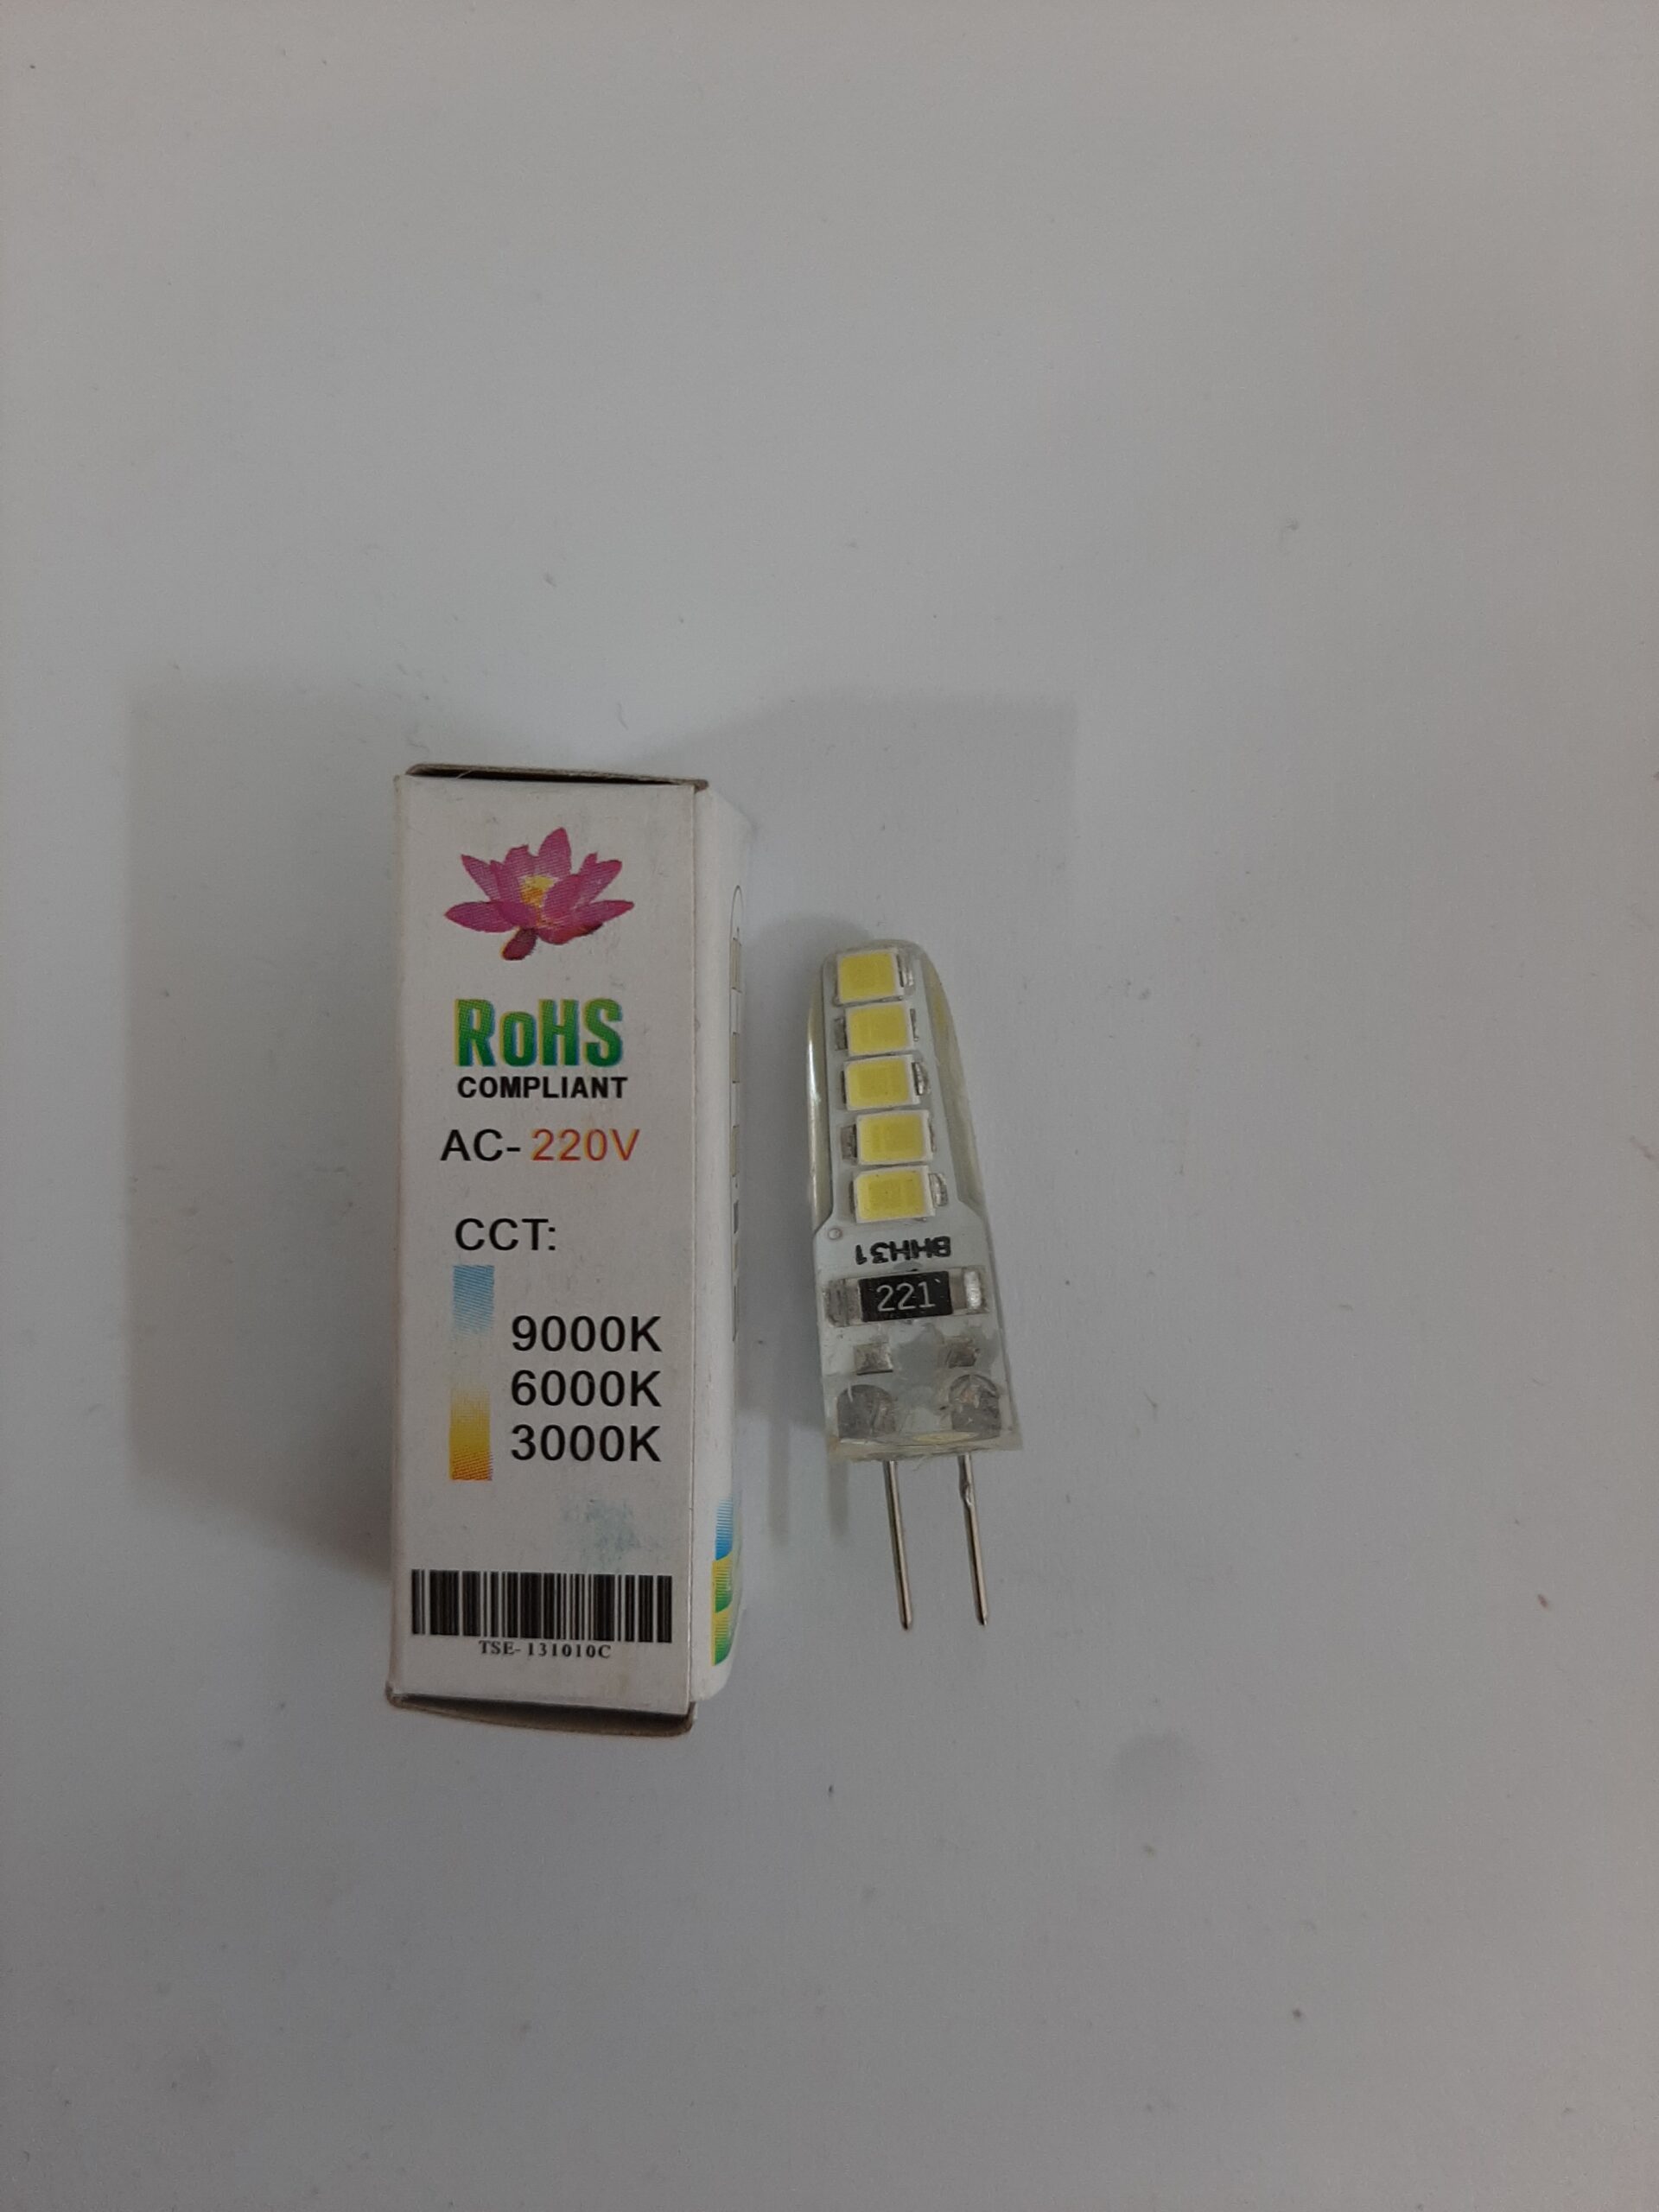 RoHS
COMPLIANT
AC-220V
CCT:
9000K
6000K
3000K
TSE-131010C
BHH31
221